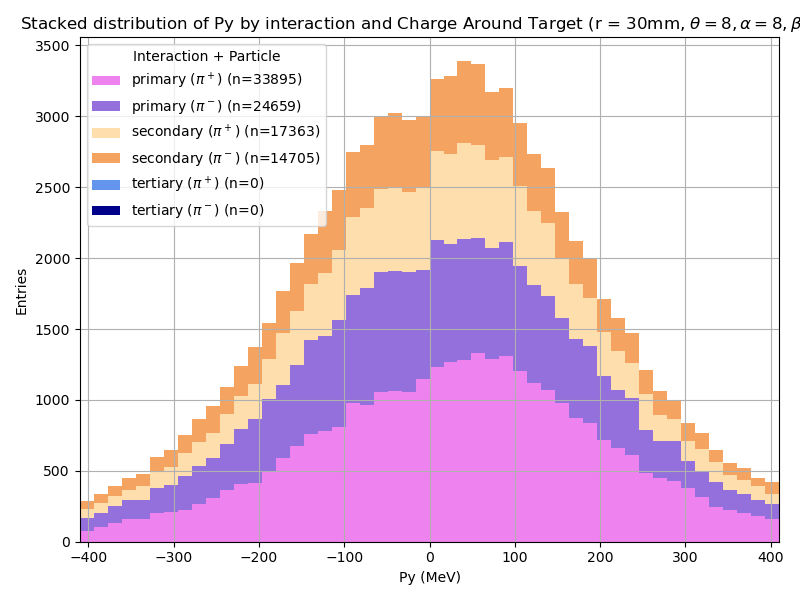 Stacked distribution of Py by interaction and Charge Around Target (r = 30mm, θ = 8, α = 8, β
Interaction + Particle
primary (π⁺) (n=33895)
primary (π⁻) (n=24659)
secondary (π⁺) (n=17363)
secondary (π⁻) (n=14705)
tertiary (π⁺) (n=0)
tertiary (π⁻) (n=0)
Entries
3500
3000
2500
2000
1500
1000
500
0
−400 −300 −200 −100 0 100 200 300 400
Py (MeV)